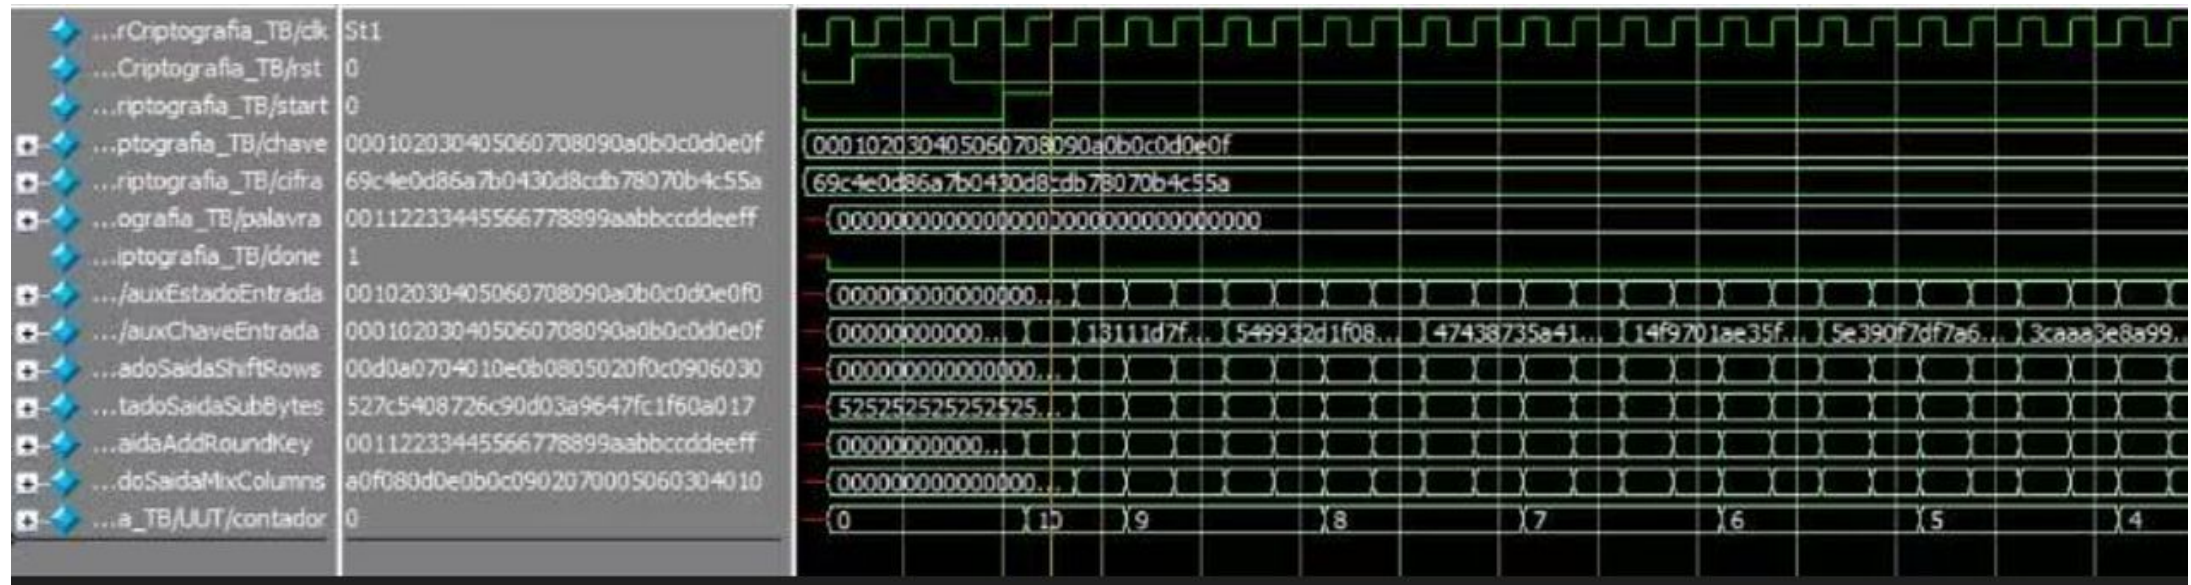 ...rCriptografia_TB/clk St1
...Criptografia_TB/rst 0
...riptografia_TB/start 0
...ptografia_TB/chave 000102030405060708090a0b0c0d0e0f 000102030405060708090a0b0c0d0e0f
...riptografia_TB/cifra 69c4e0d86a7b0430d8cdb78070b4c55a 69c4e0d86a7b0430d8cdb78070b4c55a
...ografia_TB/palavra 00112233445566778899aabbccddeeff 00000000000000000000000000000000
...iptografia_TB/done 1
.../auxEstadoEntrada 00102030405060708090a0b0c0d0e0f0 000000000000000...
.../auxChaveEntrada 000102030405060708090a0b0c0d0e0f 00000000000... 13111d7f... 549932d1f08... 47438735a41... 14f9701ae35f... 5e390f7df7a6... 3caaa3e8a99...
...adoSaidaShiftRows 00d0a0704010e0b0805020f0c0906030 000000000000000...
...tadoSaidaSubBytes 527c5408726c90d03a9647fc1f60a017 525252525252525...
...aidaAddRoundKey 00112233445566778899aabbccddeeff 00000000000...
...doSaidaMixColumns a0f080d0e0b0c0902070005060304010 000000000000000...
...a_TB/UUT/contador 0 0 10 9 8 7 6 5 4